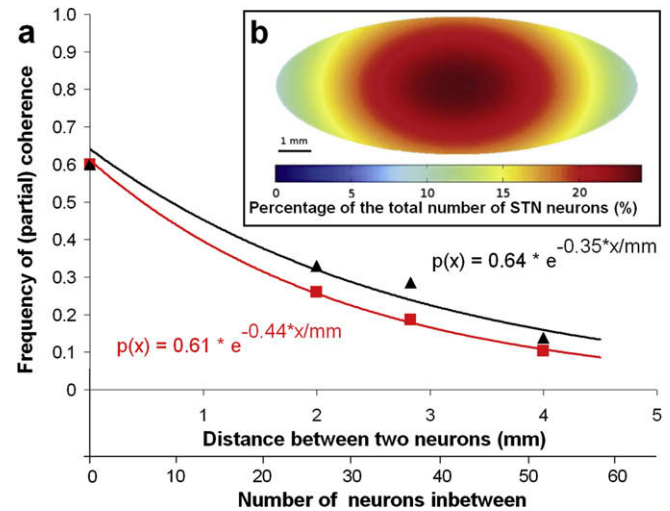 a
b
1.0
0.9
0.8
0.7
0.6
0.5
0.4
0.3
0.2
0.1
0
Frequency of (partial) coherence
1 mm
0 5 10 15 20
Percentage of the total number of STN neurons (%)
p(x) = 0.64 * e-0.35*x/mm
p(x) = 0.61 * e-0.44*x/mm
1 2 3 4 5
Distance between two neurons (mm)
0 10 20 30 40 50 60
Number of neurons inbetween